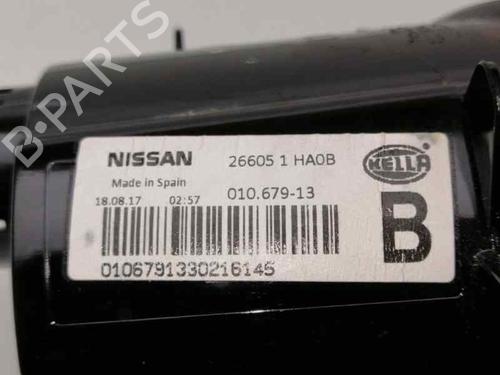 B-PARTS
NISSAN 26605 1 HA0B HELLA
Made in Spain
18.08.17 02:57 010.679-13
B
0106791330216145